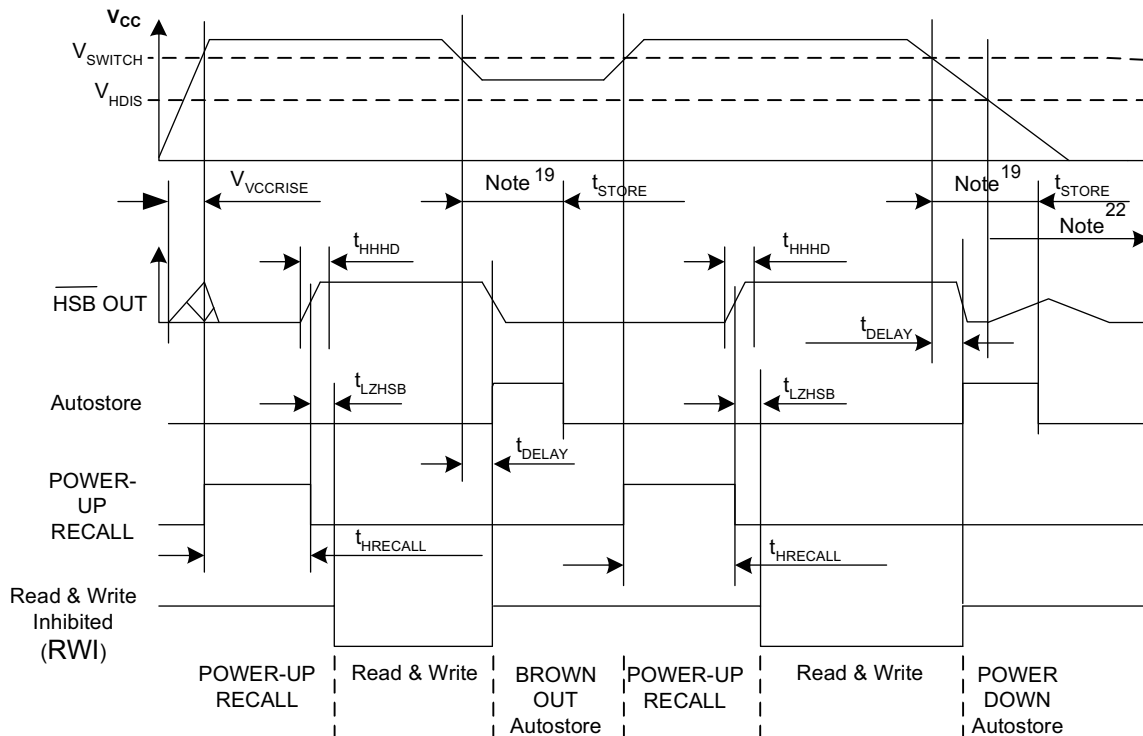 VCC
VSWITCH
VHDIS
VVCCRISE
Note 19
tSTORE
Note 19
tSTORE
Note 22
tHHHD
tHHHD
HSB OUT
tDELAY
tLZHSB
tLZHSB
Autostore
tDELAY
POWER-
UP
RECALL
tHRECALL
tHRECALL
Read & Write
Inhibited
(RWI)
POWER-UP
RECALL
Read & Write
BROWN
OUT
Autostore
POWER-UP
RECALL
Read & Write
POWER
DOWN
Autostore